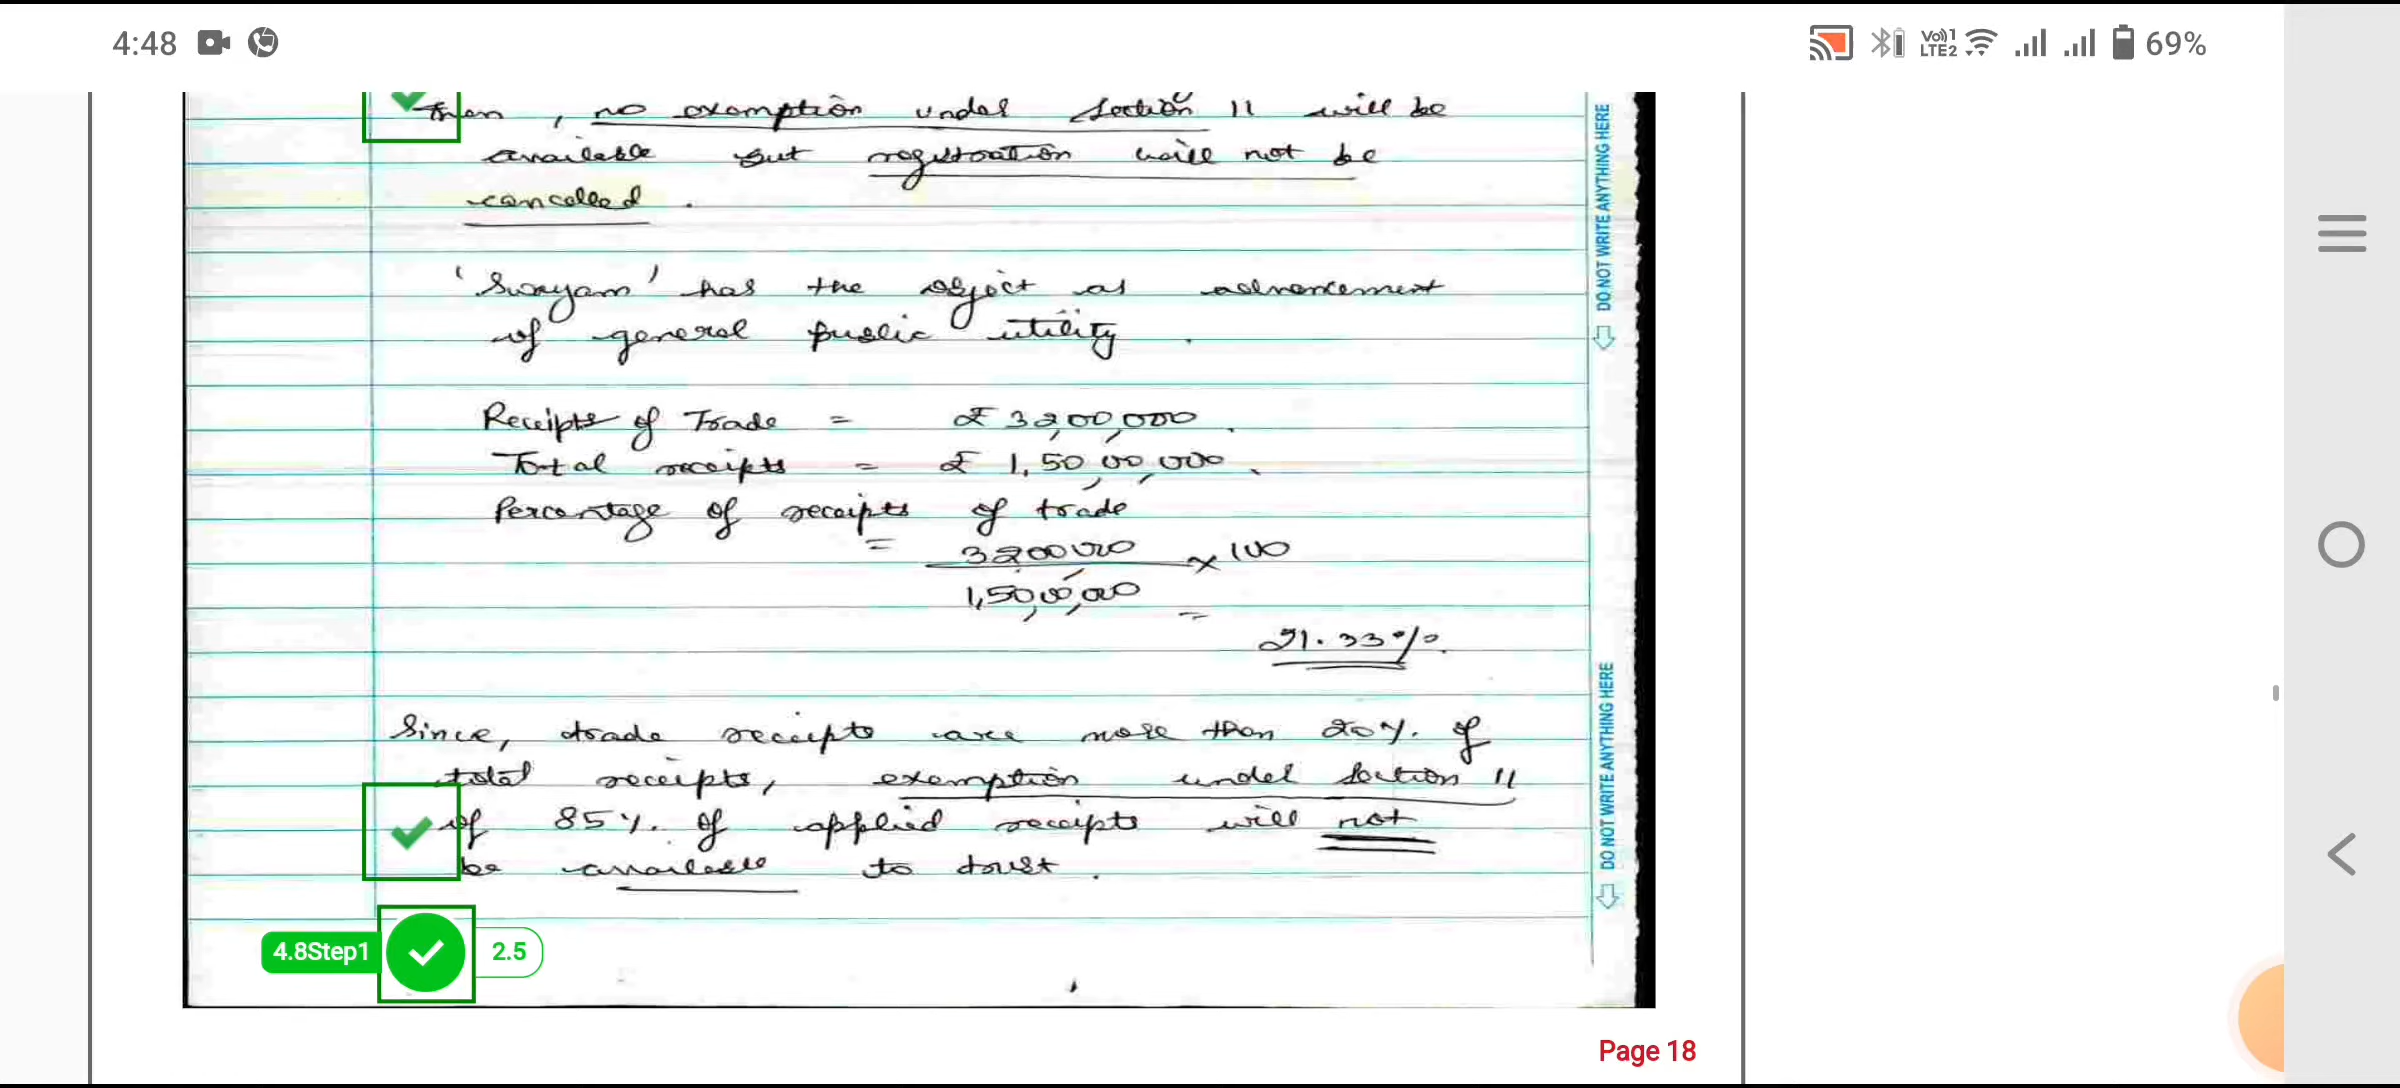 4:48
Vo)) 1
LTE2
69%
then, no exemption under section 11 will be
available but registration will not be
cancelled.
'Swayam' has the object as advancement
of general public utility.
Receipts of Trade = ₹ 32,00,000.
Total receipts = ₹ 1,50,00,000.
Percentage of receipts of trade
= 3200000 × 100
1,50,00,000 =
21.33%.
Since, trade receipts are more than 20%. of
total receipts, exemption under section 11
of 85%. of applied receipts will not
be available to trust.
4.8Step1
2.5
DO NOT WRITE ANYTHING HERE
DO NOT WRITE ANYTHING HERE
Page 18